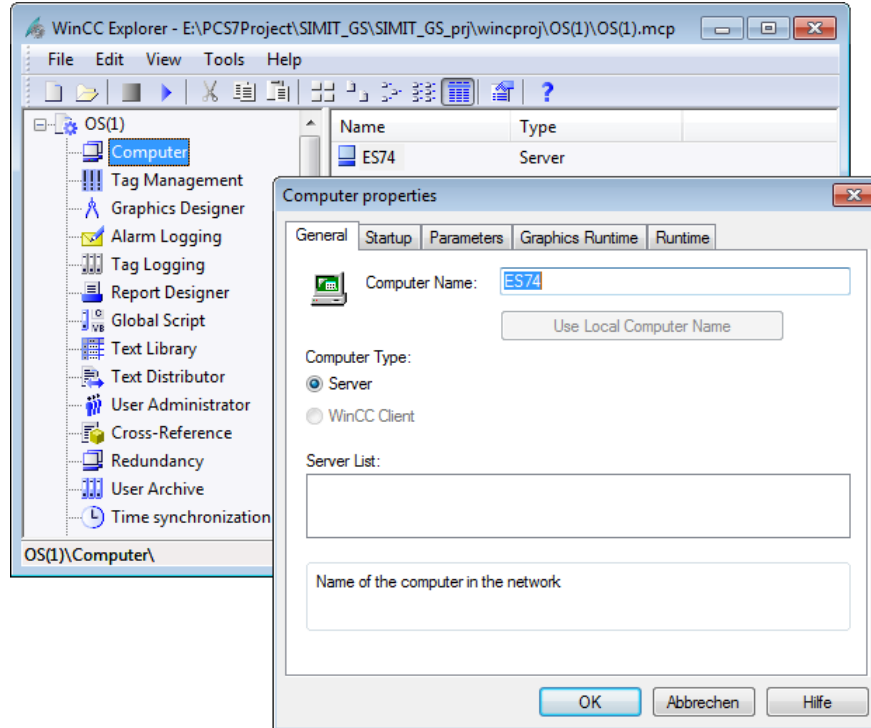 WinCC Explorer - E:\PCS7Project\SIMIT_GS\SIMIT_GS_prj\wincproj\OS(1)\OS(1).mcp
File Edit View Tools Help
OS(1)
Computer
Tag Management
Graphics Designer
Alarm Logging
Tag Logging
Report Designer
Global Script
Text Library
Text Distributor
User Administrator
Cross-Reference
Redundancy
User Archive
Time synchronization
OS(1)\Computer\
Name Type
ES74 Server
Computer properties
General Startup Parameters Graphics Runtime Runtime
Computer Name: ES74
Use Local Computer Name
Computer Type:
Server
WinCC Client
Server List:
Name of the computer in the network
OK Abbrechen Hilfe